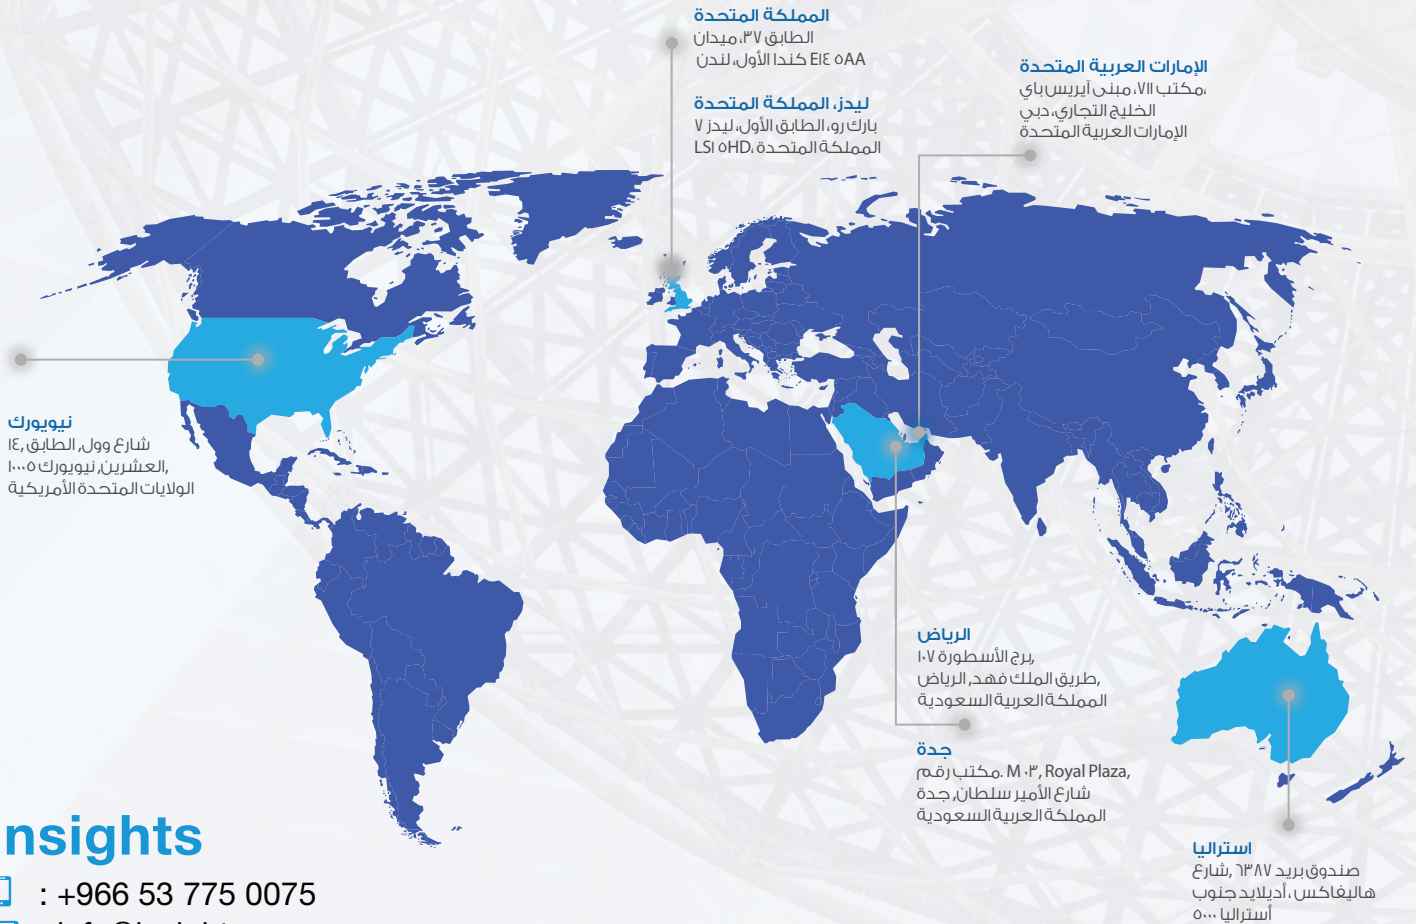 المملكة المتحدة
الطابق ٣٧، ميدان
كندا الأول، لندن E١٤ ٥AA
ليدز، المملكة المتحدة
بارك رو، الطابق الأول، ليدز ٧
المملكة المتحدة ،LS١ ٥HD
الإمارات العربية المتحدة
مكتب ٧١١، مبنى آيريس باي،
الخليج التجاري، دبي
الإمارات العربية المتحدة
نيويورك
شارع وول, الطابق ١٤,
العشرين, نيويورك ١٠٠٠٥,
الولايات المتحدة الأمريكية
الرياض
برج الأسطورة ١٠٧,
طريق الملك فهد, الرياض,
المملكة العربية السعودية
جدة
مكتب رقم. M ٠٣, Royal Plaza,
شارع الأمير سلطان, جدة
المملكة العربية السعودية
استراليا
صندوق بريد ٦٣٨٧, شارع
هاليفاكس ، أديلايد جنوب
أستراليا ٥٠٠٠
nsights
: +966 53 775 0075